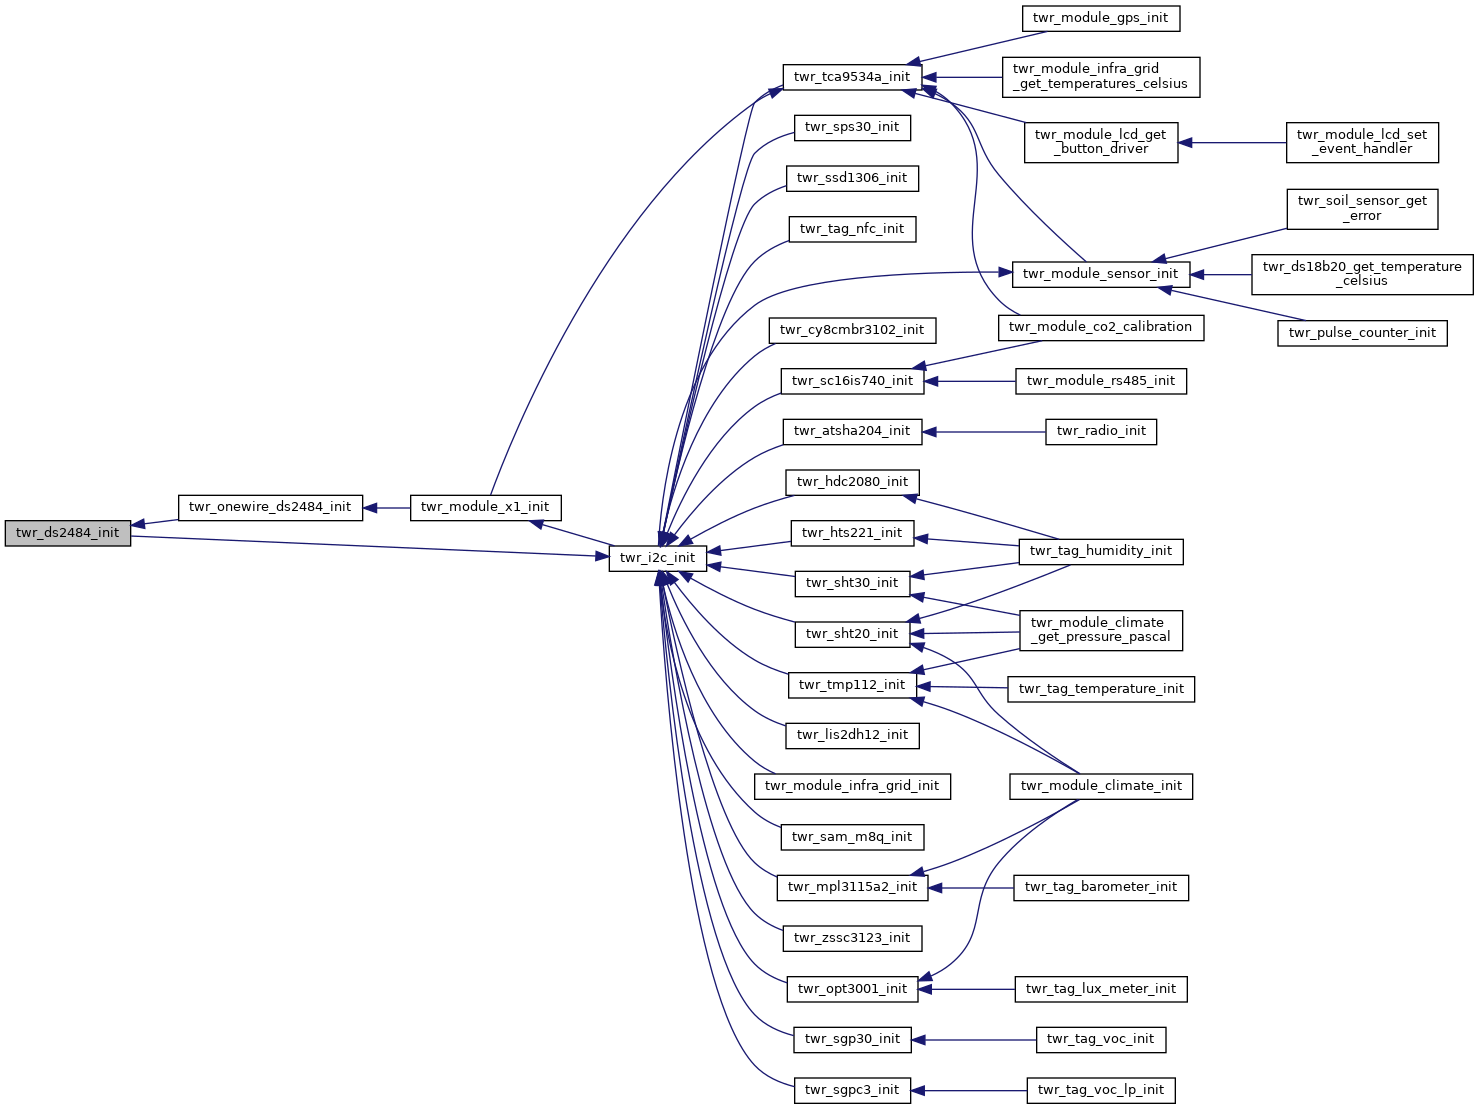 twr_ds2484_init
twr_onewire_ds2484_init
twr_module_x1_init
twr_i2c_init
twr_tca9534a_init
twr_sps30_init
twr_ssd1306_init
twr_tag_nfc_init
twr_cy8cmbr3102_init
twr_sc16is740_init
twr_atsha204_init
twr_hdc2080_init
twr_hts221_init
twr_sht30_init
twr_sht20_init
twr_tmp112_init
twr_lis2dh12_init
twr_module_infra_grid_init
twr_sam_m8q_init
twr_mpl3115a2_init
twr_zssc3123_init
twr_opt3001_init
twr_sgp30_init
twr_sgpc3_init
twr_module_gps_init
twr_module_infra_grid
_get_temperatures_celsius
twr_module_lcd_get
_button_driver
twr_module_sensor_init
twr_module_co2_calibration
twr_module_rs485_init
twr_radio_init
twr_tag_humidity_init
twr_module_climate
_get_pressure_pascal
twr_tag_temperature_init
twr_module_climate_init
twr_tag_barometer_init
twr_tag_lux_meter_init
twr_tag_voc_init
twr_tag_voc_lp_init
twr_module_lcd_set
_event_handler
twr_soil_sensor_get
_error
twr_ds18b20_get_temperature
_celsius
twr_pulse_counter_init